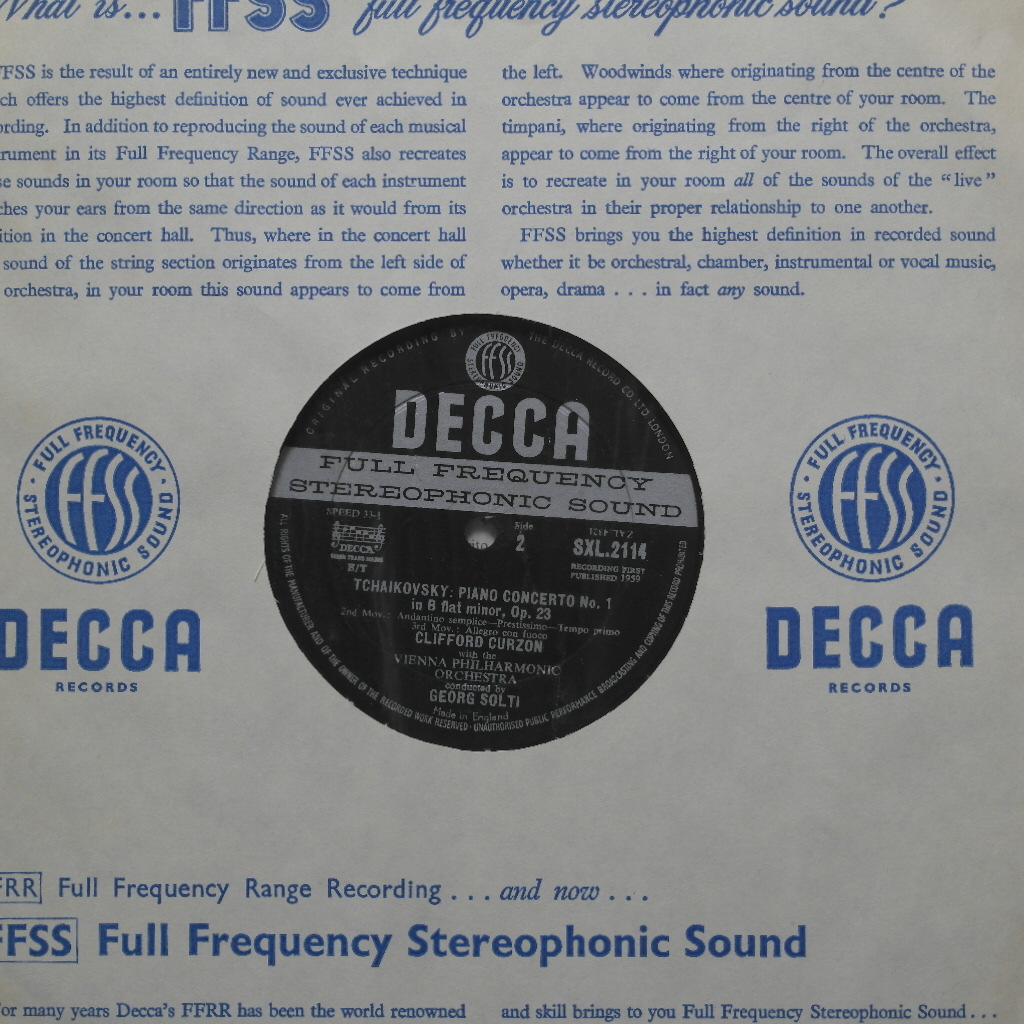 What is... FFSS full frequency stereophonic sound?
FFSS is the result of an entirely new and exclusive technique
ch offers the highest definition of sound ever achieved in
ording. In addition to reproducing the sound of each musical
rument in its Full Frequency Range, FFSS also recreates
se sounds in your room so that the sound of each instrument
ches your ears from the same direction as it would from its
ition in the concert hall. Thus, where in the concert hall
sound of the string section originates from the left side of
orchestra, in your room this sound appears to come from
the left. Woodwinds where originating from the centre of the
orchestra appear to come from the centre of your room. The
timpani, where originating from the right of the orchestra,
appear to come from the right of your room. The overall effect
is to recreate in your room all of the sounds of the “live”
orchestra in their proper relationship to one another.
FFSS brings you the highest definition in recorded sound
whether it be orchestral, chamber, instrumental or vocal music,
opera, drama . . . in fact any sound.
FULL FREQUENCY
FFSS
STEREOPHONIC SOUND
DECCA
RECORDS
ORIGINAL RECORDING BY THE DECCA RECORD CO. LTD. LONDON
FULL FREQUENCY
FFSS
STEREOPHONIC SOUND
DECCA
FULL FREQUENCY
STEREOPHONIC SOUND
SPEED 33⅓
DECCA
E/T
Side
2
SXL.2114
RECORDING FIRST
PUBLISHED 1959
TCHAIKOVSKY: PIANO CONCERTO No. 1
in B flat minor, Op. 23
2nd Mov.: Andantino semplice—Prestissimo—Tempo primo
3rd Mov.: Allegro con fuoco
CLIFFORD CURZON
with the
VIENNA PHILHARMONIC
ORCHESTRA
conducted by
GEORG SOLTI
Made in England
ALL RIGHTS OF THE MANUFACTURER AND OF THE OWNER OF THE RECORDED WORK RESERVED · UNAUTHORISED PUBLIC PERFORMANCE BROADCASTING AND COPYING OF THIS RECORD PROHIBITED
FULL FREQUENCY
FFSS
STEREOPHONIC SOUND
DECCA
RECORDS
FRR Full Frequency Range Recording . . . and now . . .
FFSS Full Frequency Stereophonic Sound
or many years Decca's FFRR has been the world renowned
and skill brings to you Full Frequency Stereophonic Sound . . .